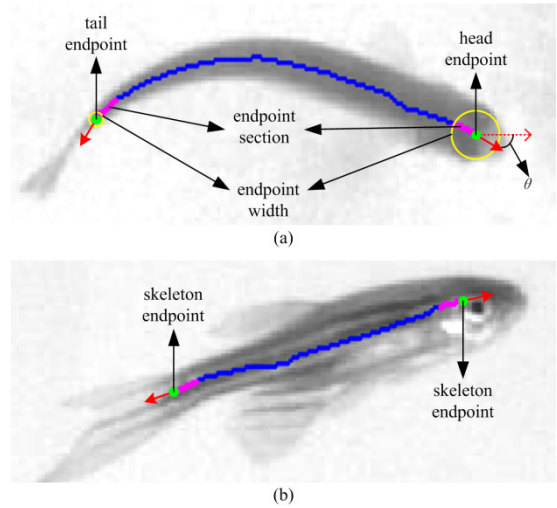 tail
endpoint
head
endpoint
endpoint
section
endpoint
width
θ
(a)
skeleton
endpoint
skeleton
endpoint
(b)